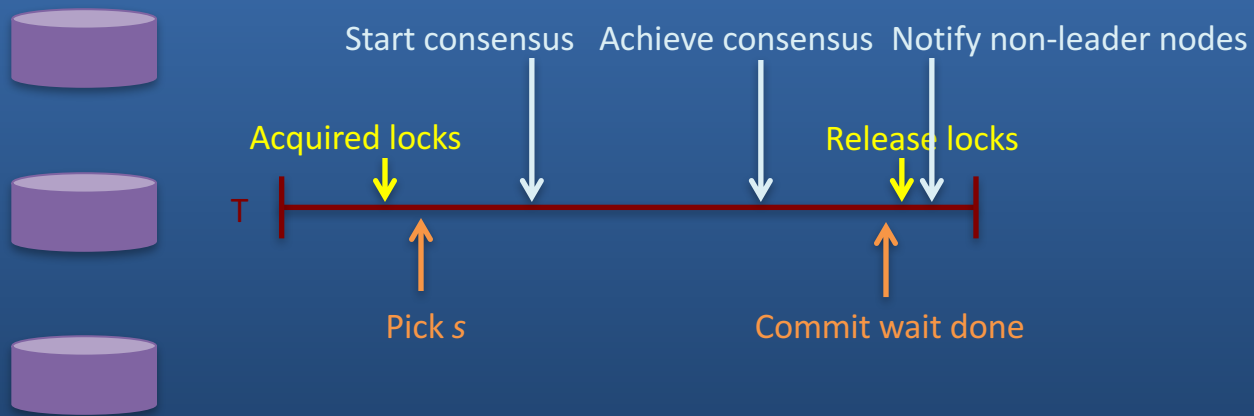 Start consensus
Achieve consensus
Notify non-leader nodes
Acquired locks
Release locks
T
Pick s
Commit wait done